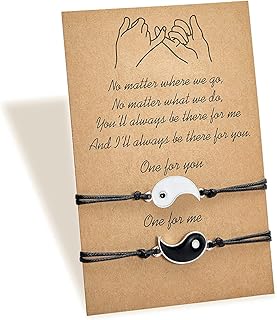 No matter where we go,
No matter what we do,
You'll always be there for me
And I'll always be there for you.
One for you
One for me